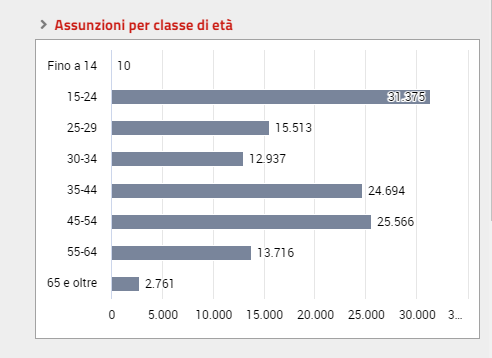 Assunzioni per classe di età
Fino a 14 10
15-24 31.375
25-29 15.513
30-34 12.937
35-44 24.694
45-54 25.566
55-64 13.716
65 e oltre 2.761
0 5.000 10.000 15.000 20.000 25.000 30.000 3...